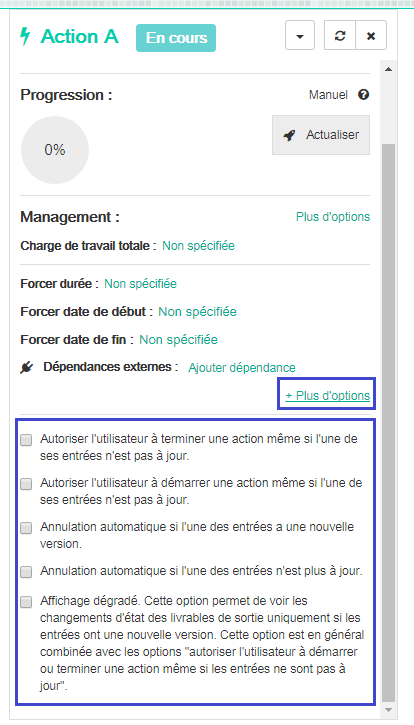 Action A En cours
Progression : Manuel
0% Actualiser
Management : Plus d'options
Charge de travail totale : Non spécifiée
Forcer durée : Non spécifiée
Forcer date de début : Non spécifiée
Forcer date de fin : Non spécifiée
Dépendances externes : Ajouter dépendance
+ Plus d'options
Autoriser l'utilisateur à terminer une action même si l'une de
ses entrées n'est pas à jour.
Autoriser l'utilisateur à démarrer une action même si l'une de
ses entrées n'est pas à jour.
Annulation automatique si l'une des entrées a une nouvelle
version.
Annulation automatique si l'une des entrées n'est plus à jour.
Affichage dégradé. Cette option permet de voir les
changements d'état des livrables de sortie uniquement si les
entrées ont une nouvelle version. Cette option est en général
combinée avec les options "autoriser l'utilisateur à démarrer
ou terminer une action même si les entrées ne sont pas à
jour".